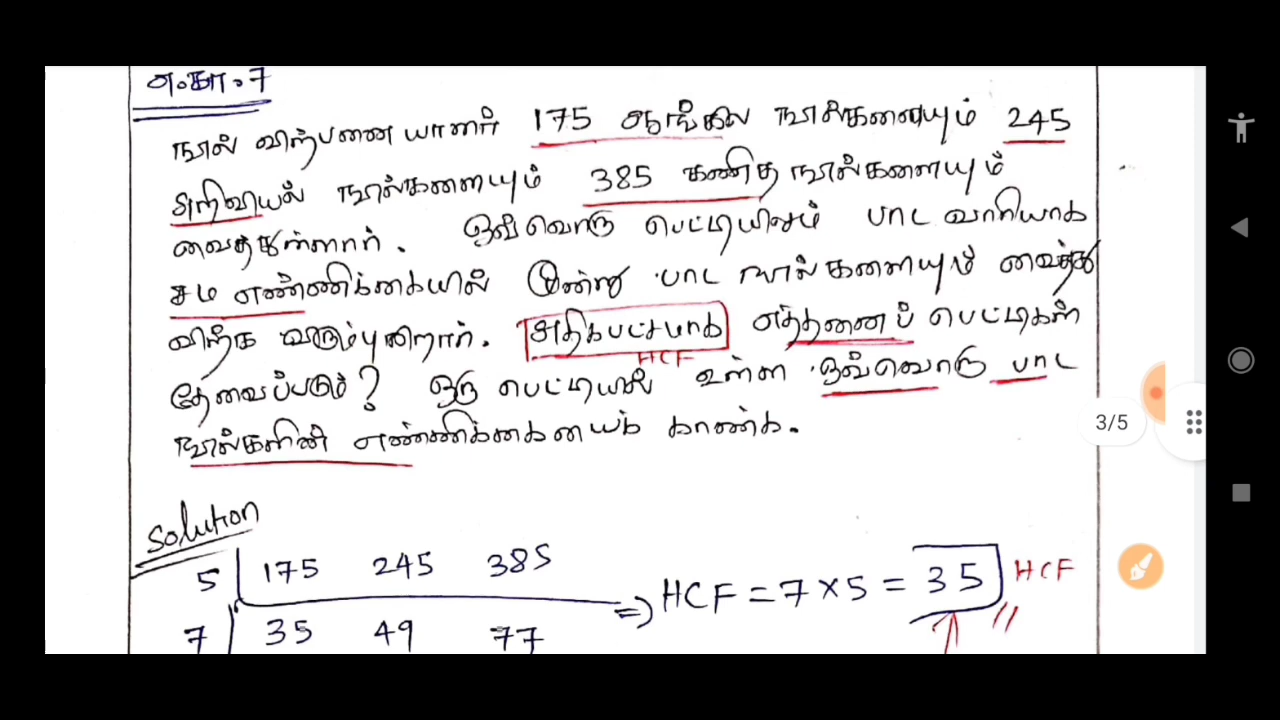 எ.கா.7
நூல் விற்பனையாளர் 175 ஆங்கில நூல்களையும் 245
அறிவியல் நூல்களையும் 385 கணித நூல்களையும்
வைத்துள்ளார். ஒவ்வொரு பெட்டியிலும் பாட வாரியாக
சம எண்ணிக்கையில் மூன்று பாட நூல்களையும் வைத்து
விற்க விரும்புகிறார். அதிகபட்சமாக எத்தனைப் பெட்டிகள்
HCF
தேவைப்படும்? ஒரு பெட்டியில் உள்ள ஒவ்வொரு பாட
நூல்களின் எண்ணிக்கையைக் காண்க.
3/5
Solution
5 175 245 385
7 35 49 77
=) HCF = 7 × 5 = 35 HCF